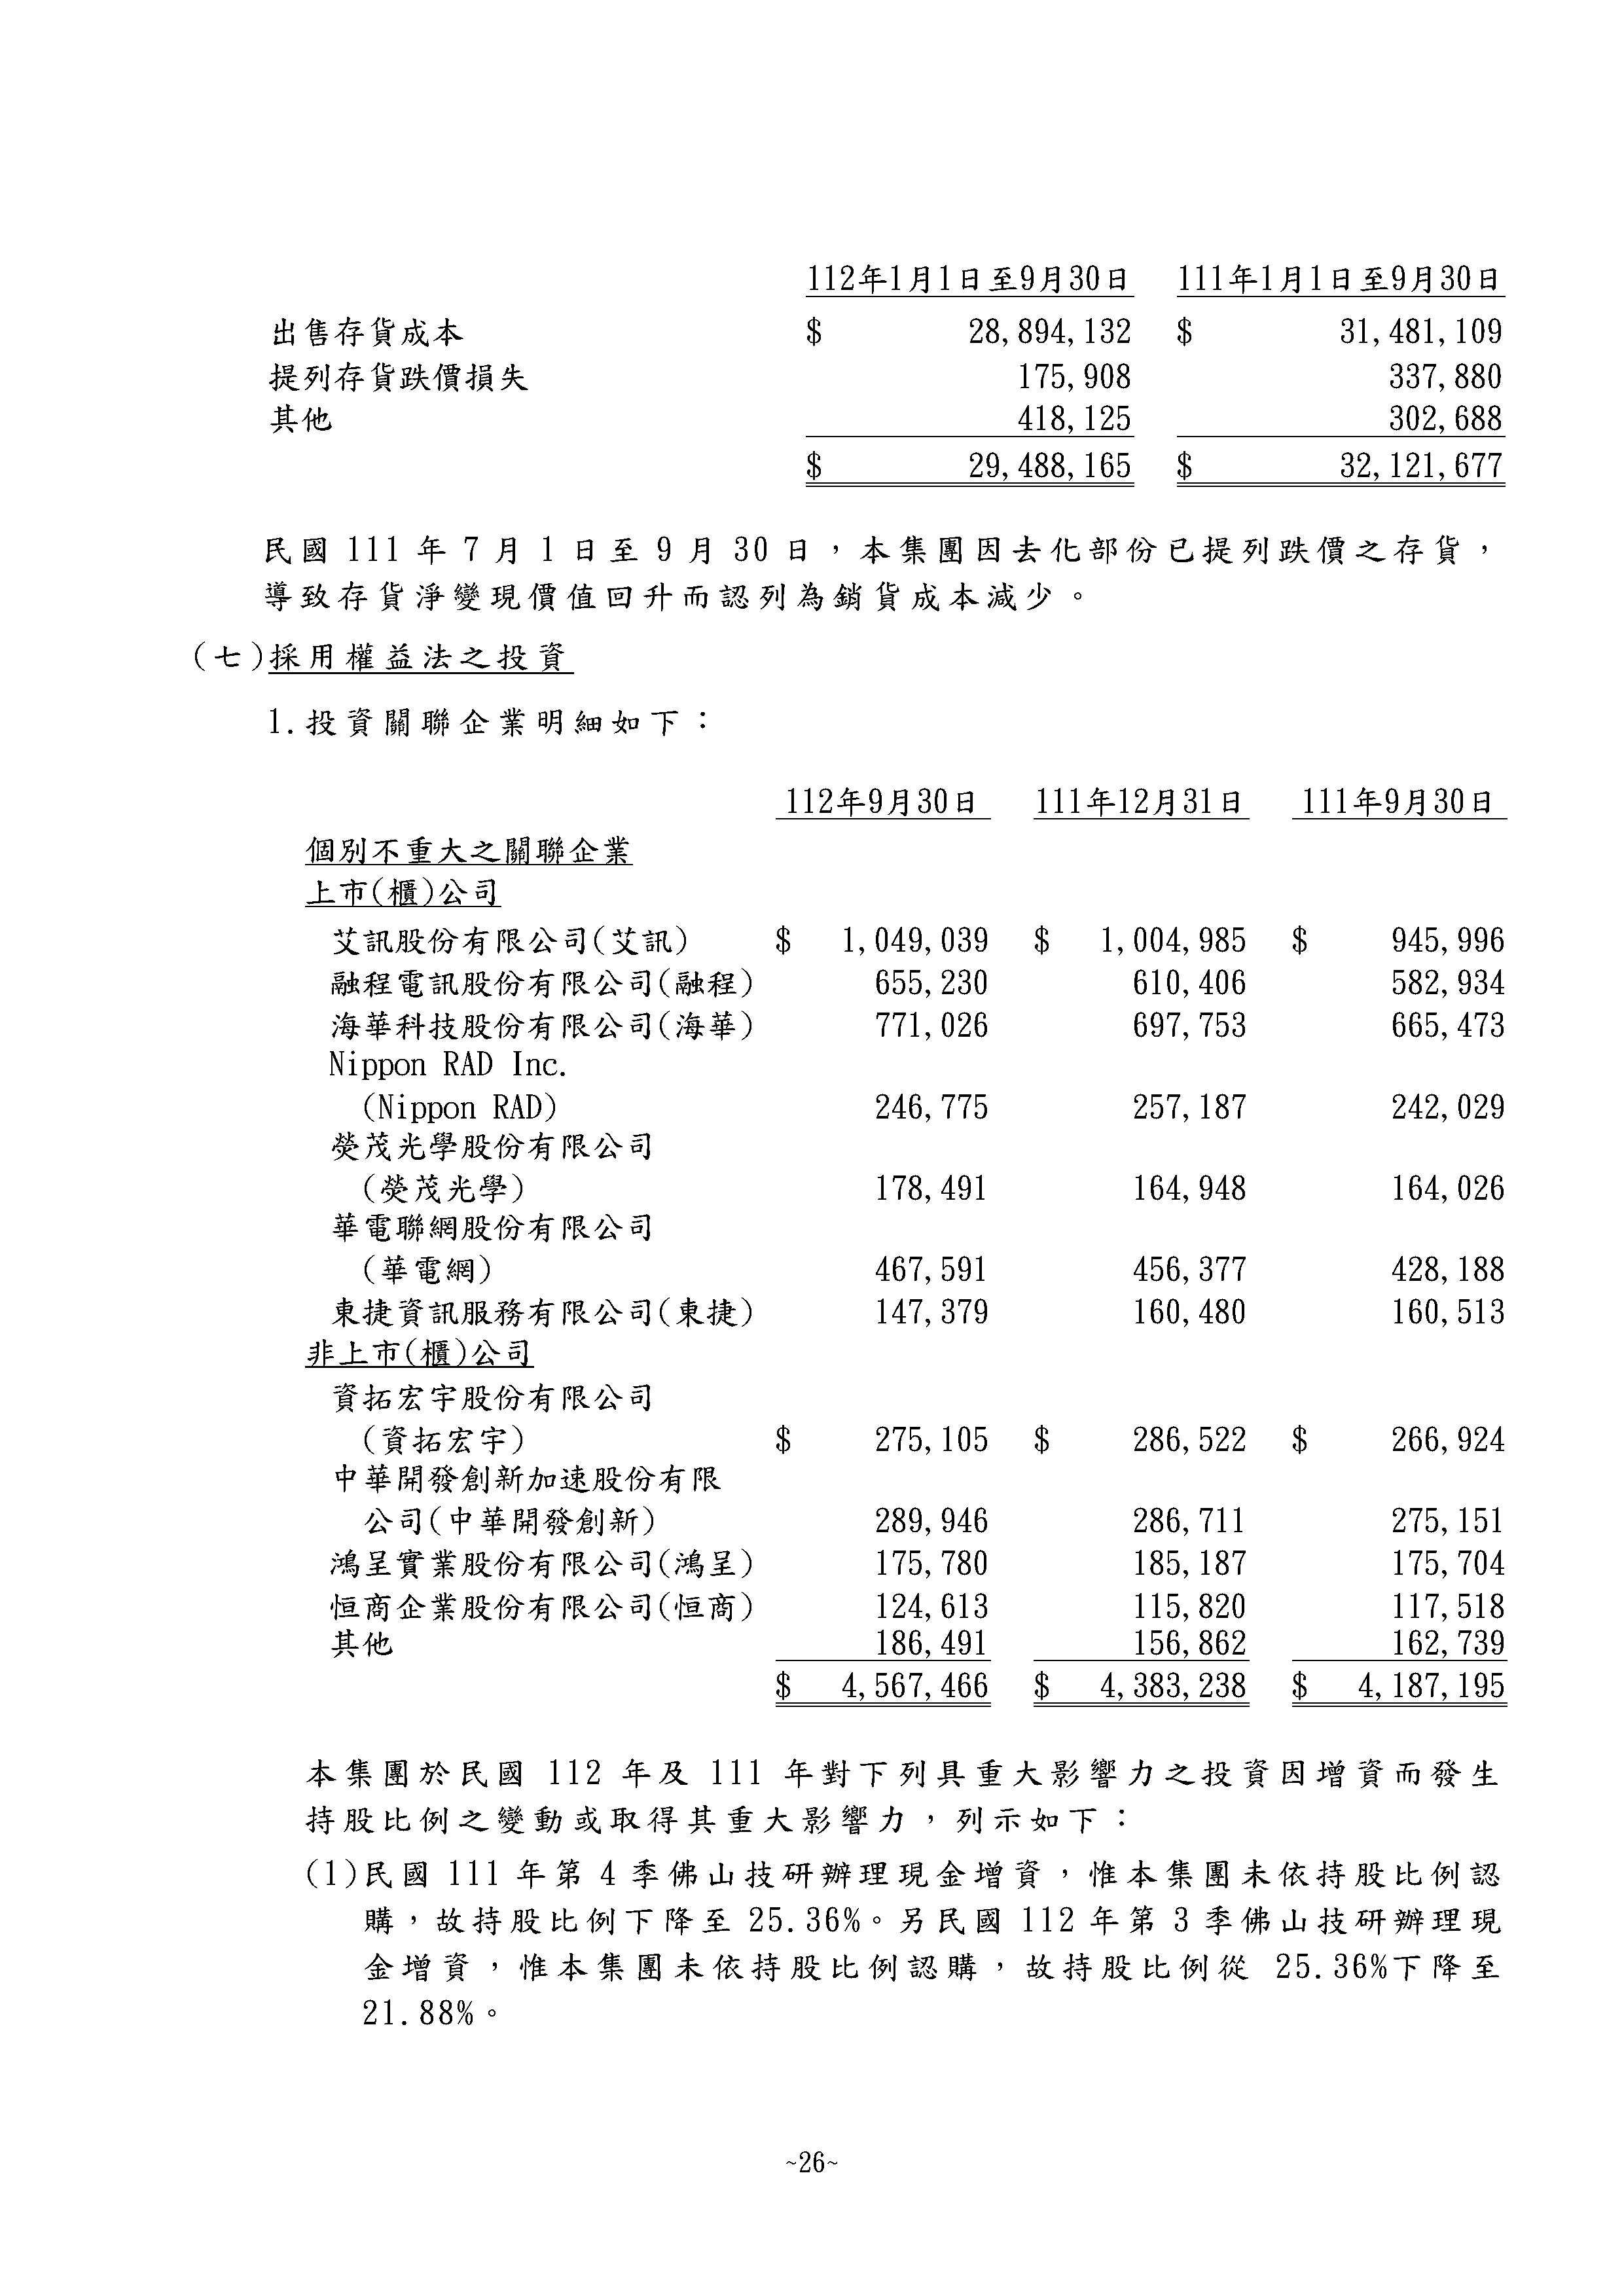 112年1月1日至9月30日 111年1月1日至9月30日
出售存貨成本 $ 28,894,132 $ 31,481,109
提列存貨跌價損失 175,908 337,880
其他 418,125 302,688
$ 29,488,165 $ 32,121,677
民國 111 年 7 月 1 日至 9 月 30 日，本集團因去化部份已提列跌價之存貨，
導致存貨淨變現價值回升而認列為銷貨成本減少。
(七)採用權益法之投資
1.投資關聯企業明細如下：
112年9月30日 111年12月31日 111年9月30日
個別不重大之關聯企業
上市(櫃)公司
艾訊股份有限公司(艾訊) $ 1,049,039 $ 1,004,985 $ 945,996
融程電訊股份有限公司(融程) 655,230 610,406 582,934
海華科技股份有限公司(海華) 771,026 697,753 665,473
Nippon RAD Inc.
(Nippon RAD) 246,775 257,187 242,029
熒茂光學股份有限公司
(熒茂光學) 178,491 164,948 164,026
華電聯網股份有限公司
(華電網) 467,591 456,377 428,188
東捷資訊服務有限公司(東捷) 147,379 160,480 160,513
非上市(櫃)公司
資拓宏宇股份有限公司
(資拓宏宇) $ 275,105 $ 286,522 $ 266,924
中華開發創新加速股份有限
公司(中華開發創新) 289,946 286,711 275,151
鴻呈實業股份有限公司(鴻呈) 175,780 185,187 175,704
恒商企業股份有限公司(恒商) 124,613 115,820 117,518
其他 186,491 156,862 162,739
$ 4,567,466 $ 4,383,238 $ 4,187,195
本集團於民國 112 年及 111 年對下列具重大影響力之投資因增資而發生
持股比例之變動或取得其重大影響力，列示如下：
(1)民國 111 年第 4 季佛山技研辦理現金增資，惟本集團未依持股比例認
購，故持股比例下降至 25.36%。另民國 112 年第 3 季佛山技研辦理現
金增資，惟本集團未依持股比例認購，故持股比例從 25.36%下降至
21.88%。
~26~